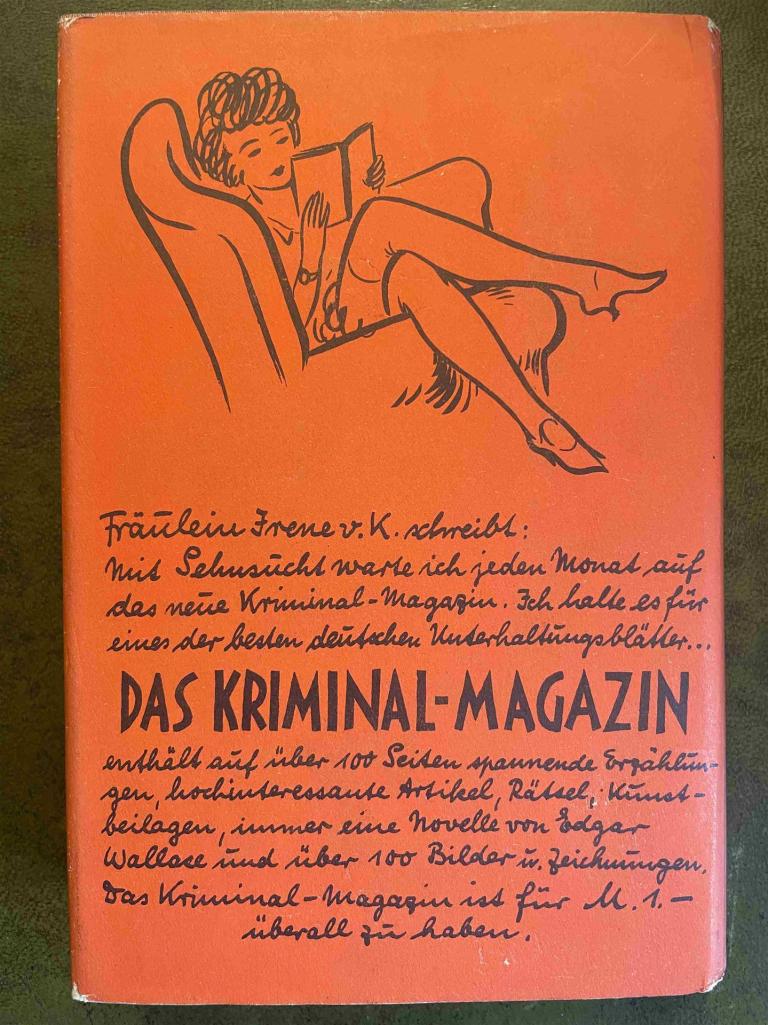 Fräulein Irene v. K. schreibt:
Mit Sehnsucht warte ich jeden Monat auf
das neue Kriminal-Magazin. Ich halte es für
eines der besten deutschen Unterhaltungsblätter...
DAS KRIMINAL-MAGAZIN
enthält auf über 100 Seiten spannende Erzählun-
gen, hochinteressante Artikel, Rätsel, Kunst-
beilagen, immer eine Novelle von Edgar
Wallace und über 100 Bilder u. Zeichnungen.
Das Kriminal-Magazin ist für M. 1.-
überall zu haben.